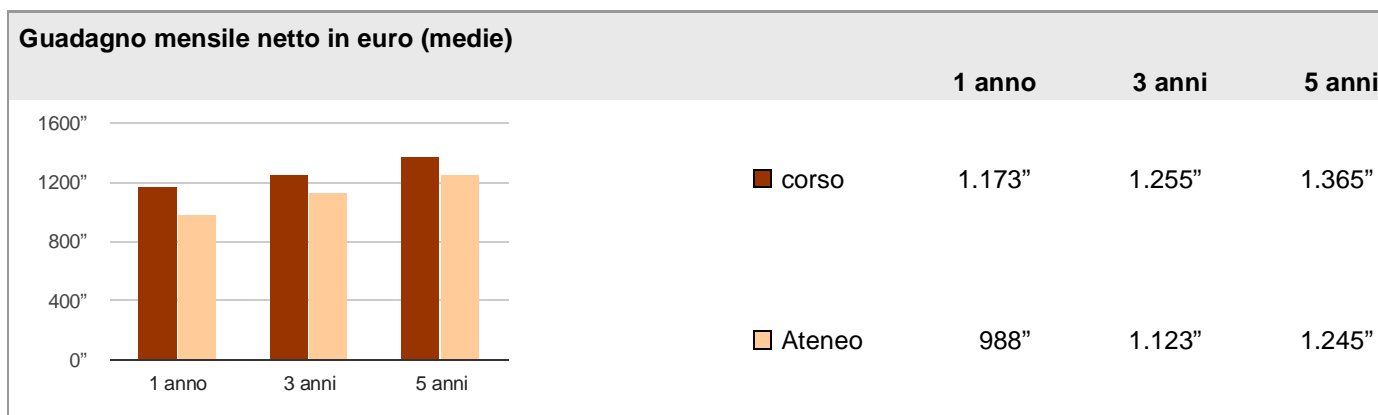 Guadagno mensile netto in euro (medie)
1 anno 3 anni 5 anni
1600”
1200”
800”
400”
0”
1 anno 3 anni 5 anni
corso 1.173” 1.255” 1.365”
Ateneo 988” 1.123” 1.245”